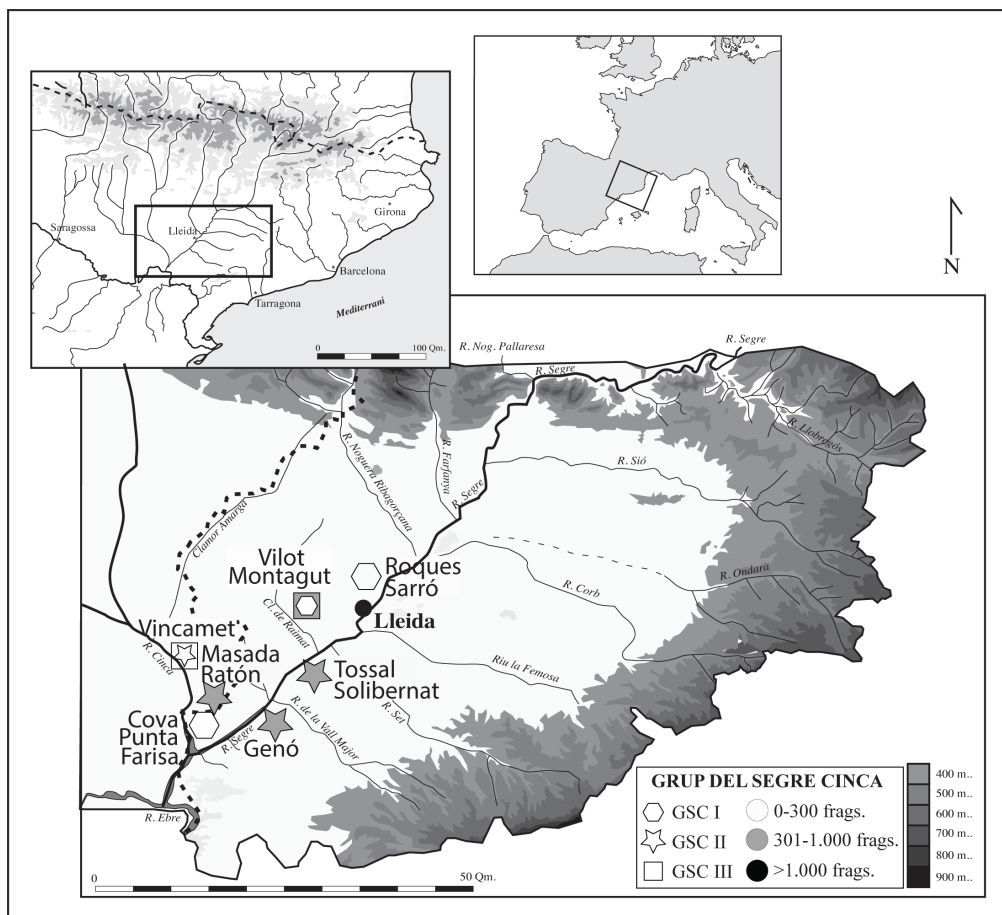 Saragossa
Lleida
Girona
Barcelona
Tarragona
Mediterrani
0
100 Qm.
N
R. Nog. Pallaresa
R. Segre
R. Segre
R. Llobregós
R. Noguera Ribagorçana
R. Farfanya
R. Segre
R. Sió
Clamor Amarga
R. Ondara
R. Corb
Vilot
Montagut
Roques
Sarró
Lleida
Cl. de Raimat
Vincamet
R. Cinca
Masada
Ratón
Tossal
Solibernat
Riu la Femosa
Cova
Punta
Farisa
R. Segre
Genó
R. de la Vall Major
R. Set
R. Ebre
0
50 Qm.
GRUP DEL SEGRE CINCA
GSC I
0-300 frags.
GSC II
301-1.000 frags.
GSC III
>1.000 frags.
400 m..
500 m..
600 m..
700 m..
800 m..
900 m..